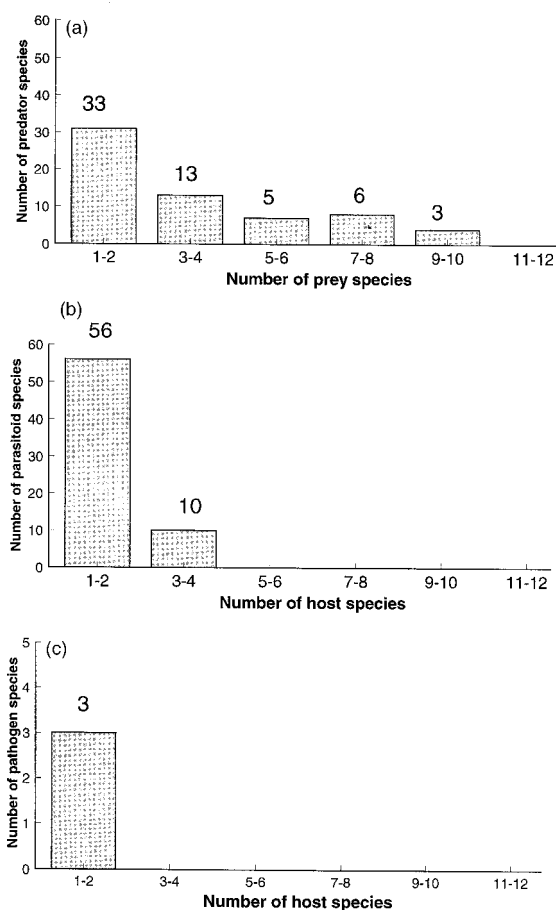 (a)
Number of predator species
60
50
40
30
20
10
0
33
13
5
6
3
1-2 3-4 5-6 7-8 9-10 11-12
Number of prey species
(b)
Number of parasitoid species
60
50
40
30
20
10
0
56
10
1-2 3-4 5-6 7-8 9-10 11-12
Number of host species
(c)
Number of pathogen species
5
4
3
2
1
0
3
1-2 3-4 5-6 7-8 9-10 11-12
Number of host species